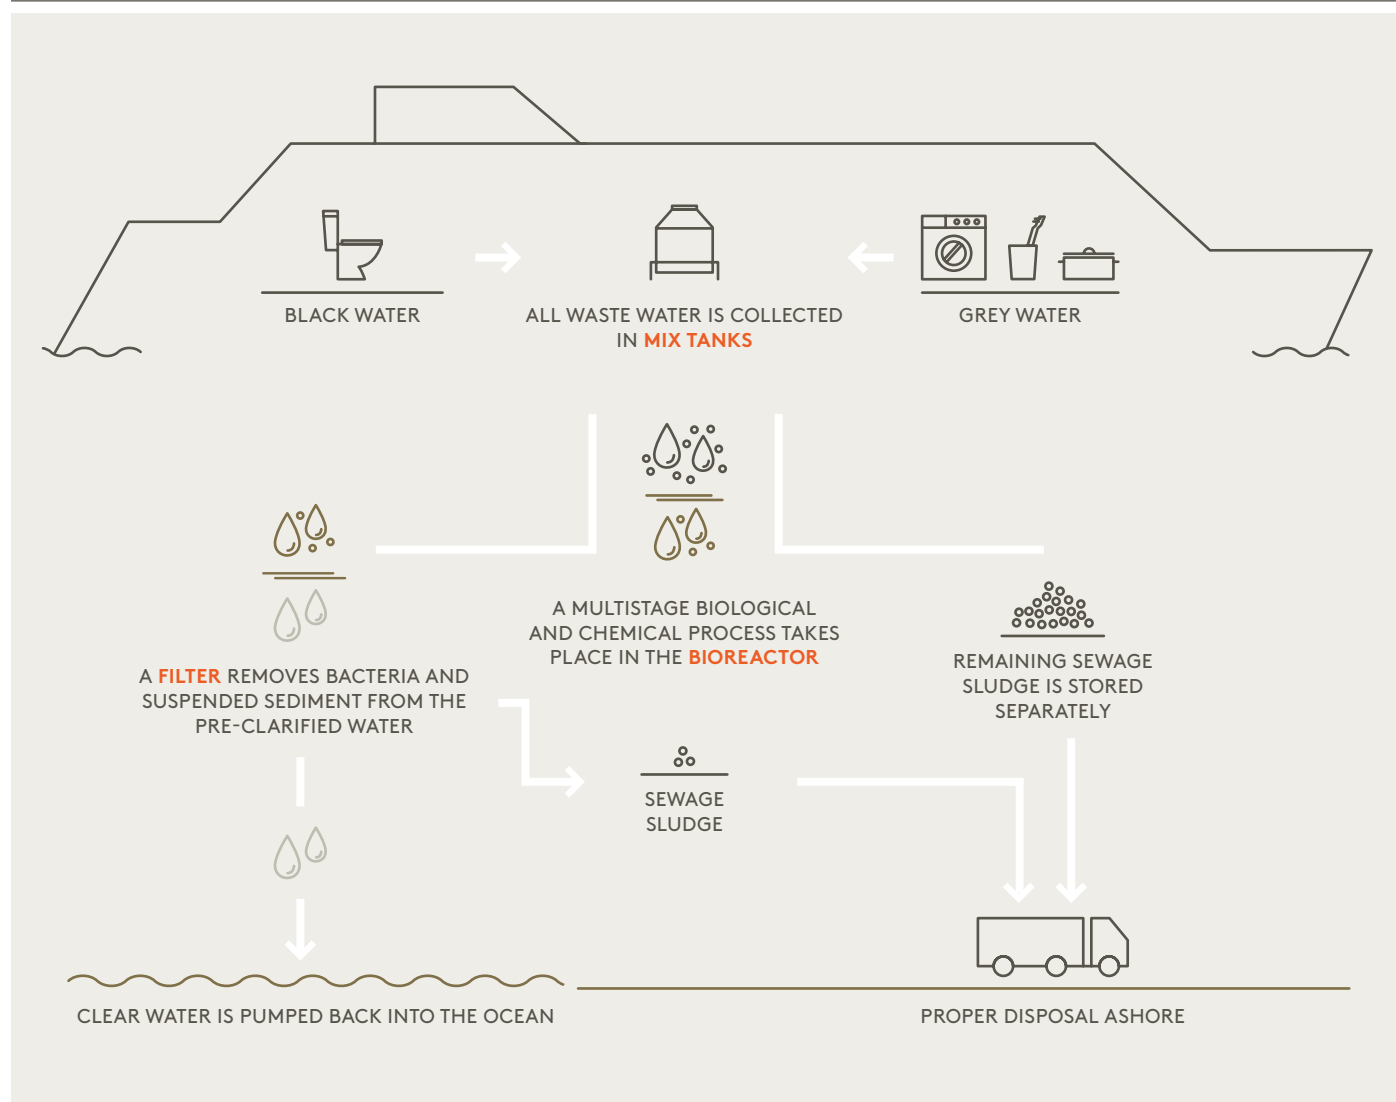 BLACK WATER
ALL WASTE WATER IS COLLECTED
IN MIX TANKS
GREY WATER
A MULTISTAGE BIOLOGICAL
AND CHEMICAL PROCESS TAKES
PLACE IN THE BIOREACTOR
A FILTER REMOVES BACTERIA AND
SUSPENDED SEDIMENT FROM THE
PRE-CLARIFIED WATER
REMAINING SEWAGE
SLUDGE IS STORED
SEPARATELY
SEWAGE
SLUDGE
CLEAR WATER IS PUMPED BACK INTO THE OCEAN
PROPER DISPOSAL ASHORE